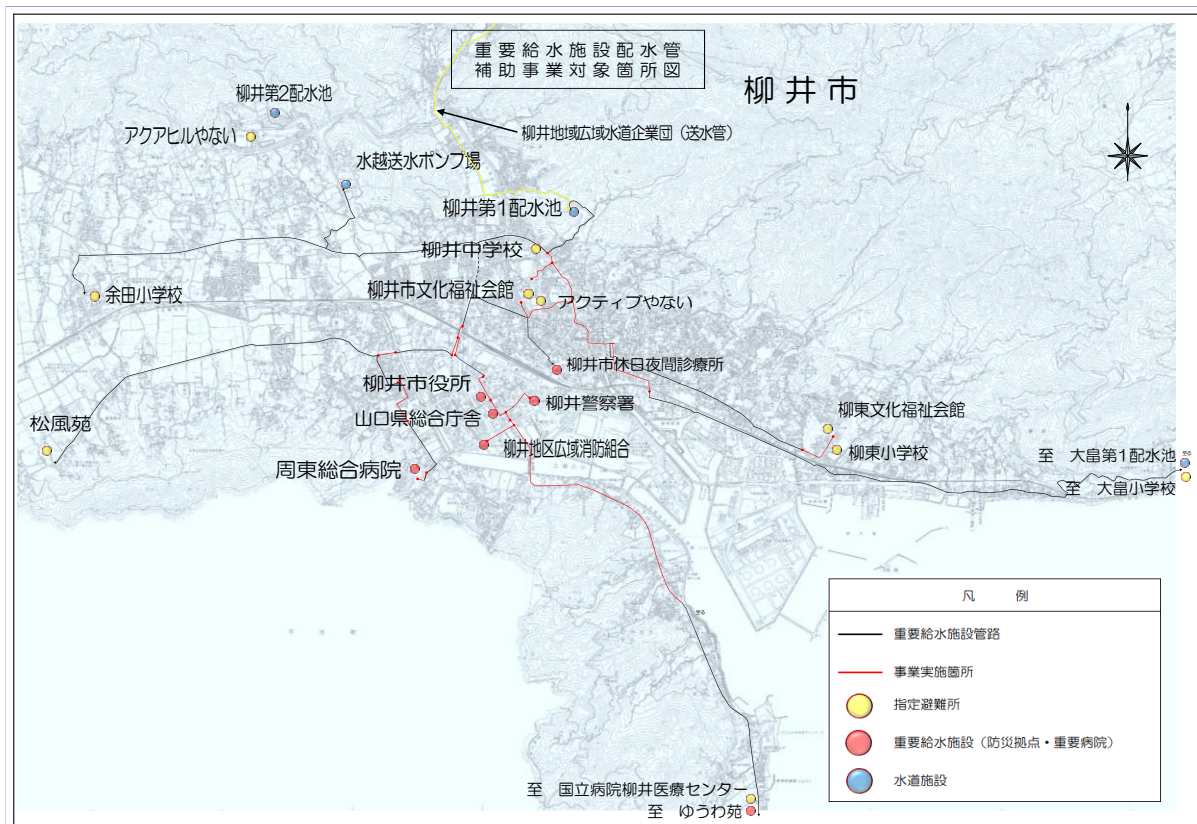 重要給水施設配水管
補助事業対象箇所図
柳井市
柳井第2配水池
アクアヒルやない
柳井地域広域水道企業団（送水管）
水越送水ポンプ場
柳井第1配水池
柳井中学校
余田小学校
柳井市文化福祉会館
アクティブやない
柳井市休日夜間診療所
柳井市役所
柳井警察署
山口県総合庁舎
柳東文化福祉会館
松風苑
柳井地区広域消防組合
柳東小学校
周東総合病院
至　大畠第1配水池
至　大畠小学校
凡　例
重要給水施設管路
事業実施箇所
指定避難所
重要給水施設（防災拠点・重要病院）
水道施設
至　国立病院柳井医療センター
至　ゆうわ苑